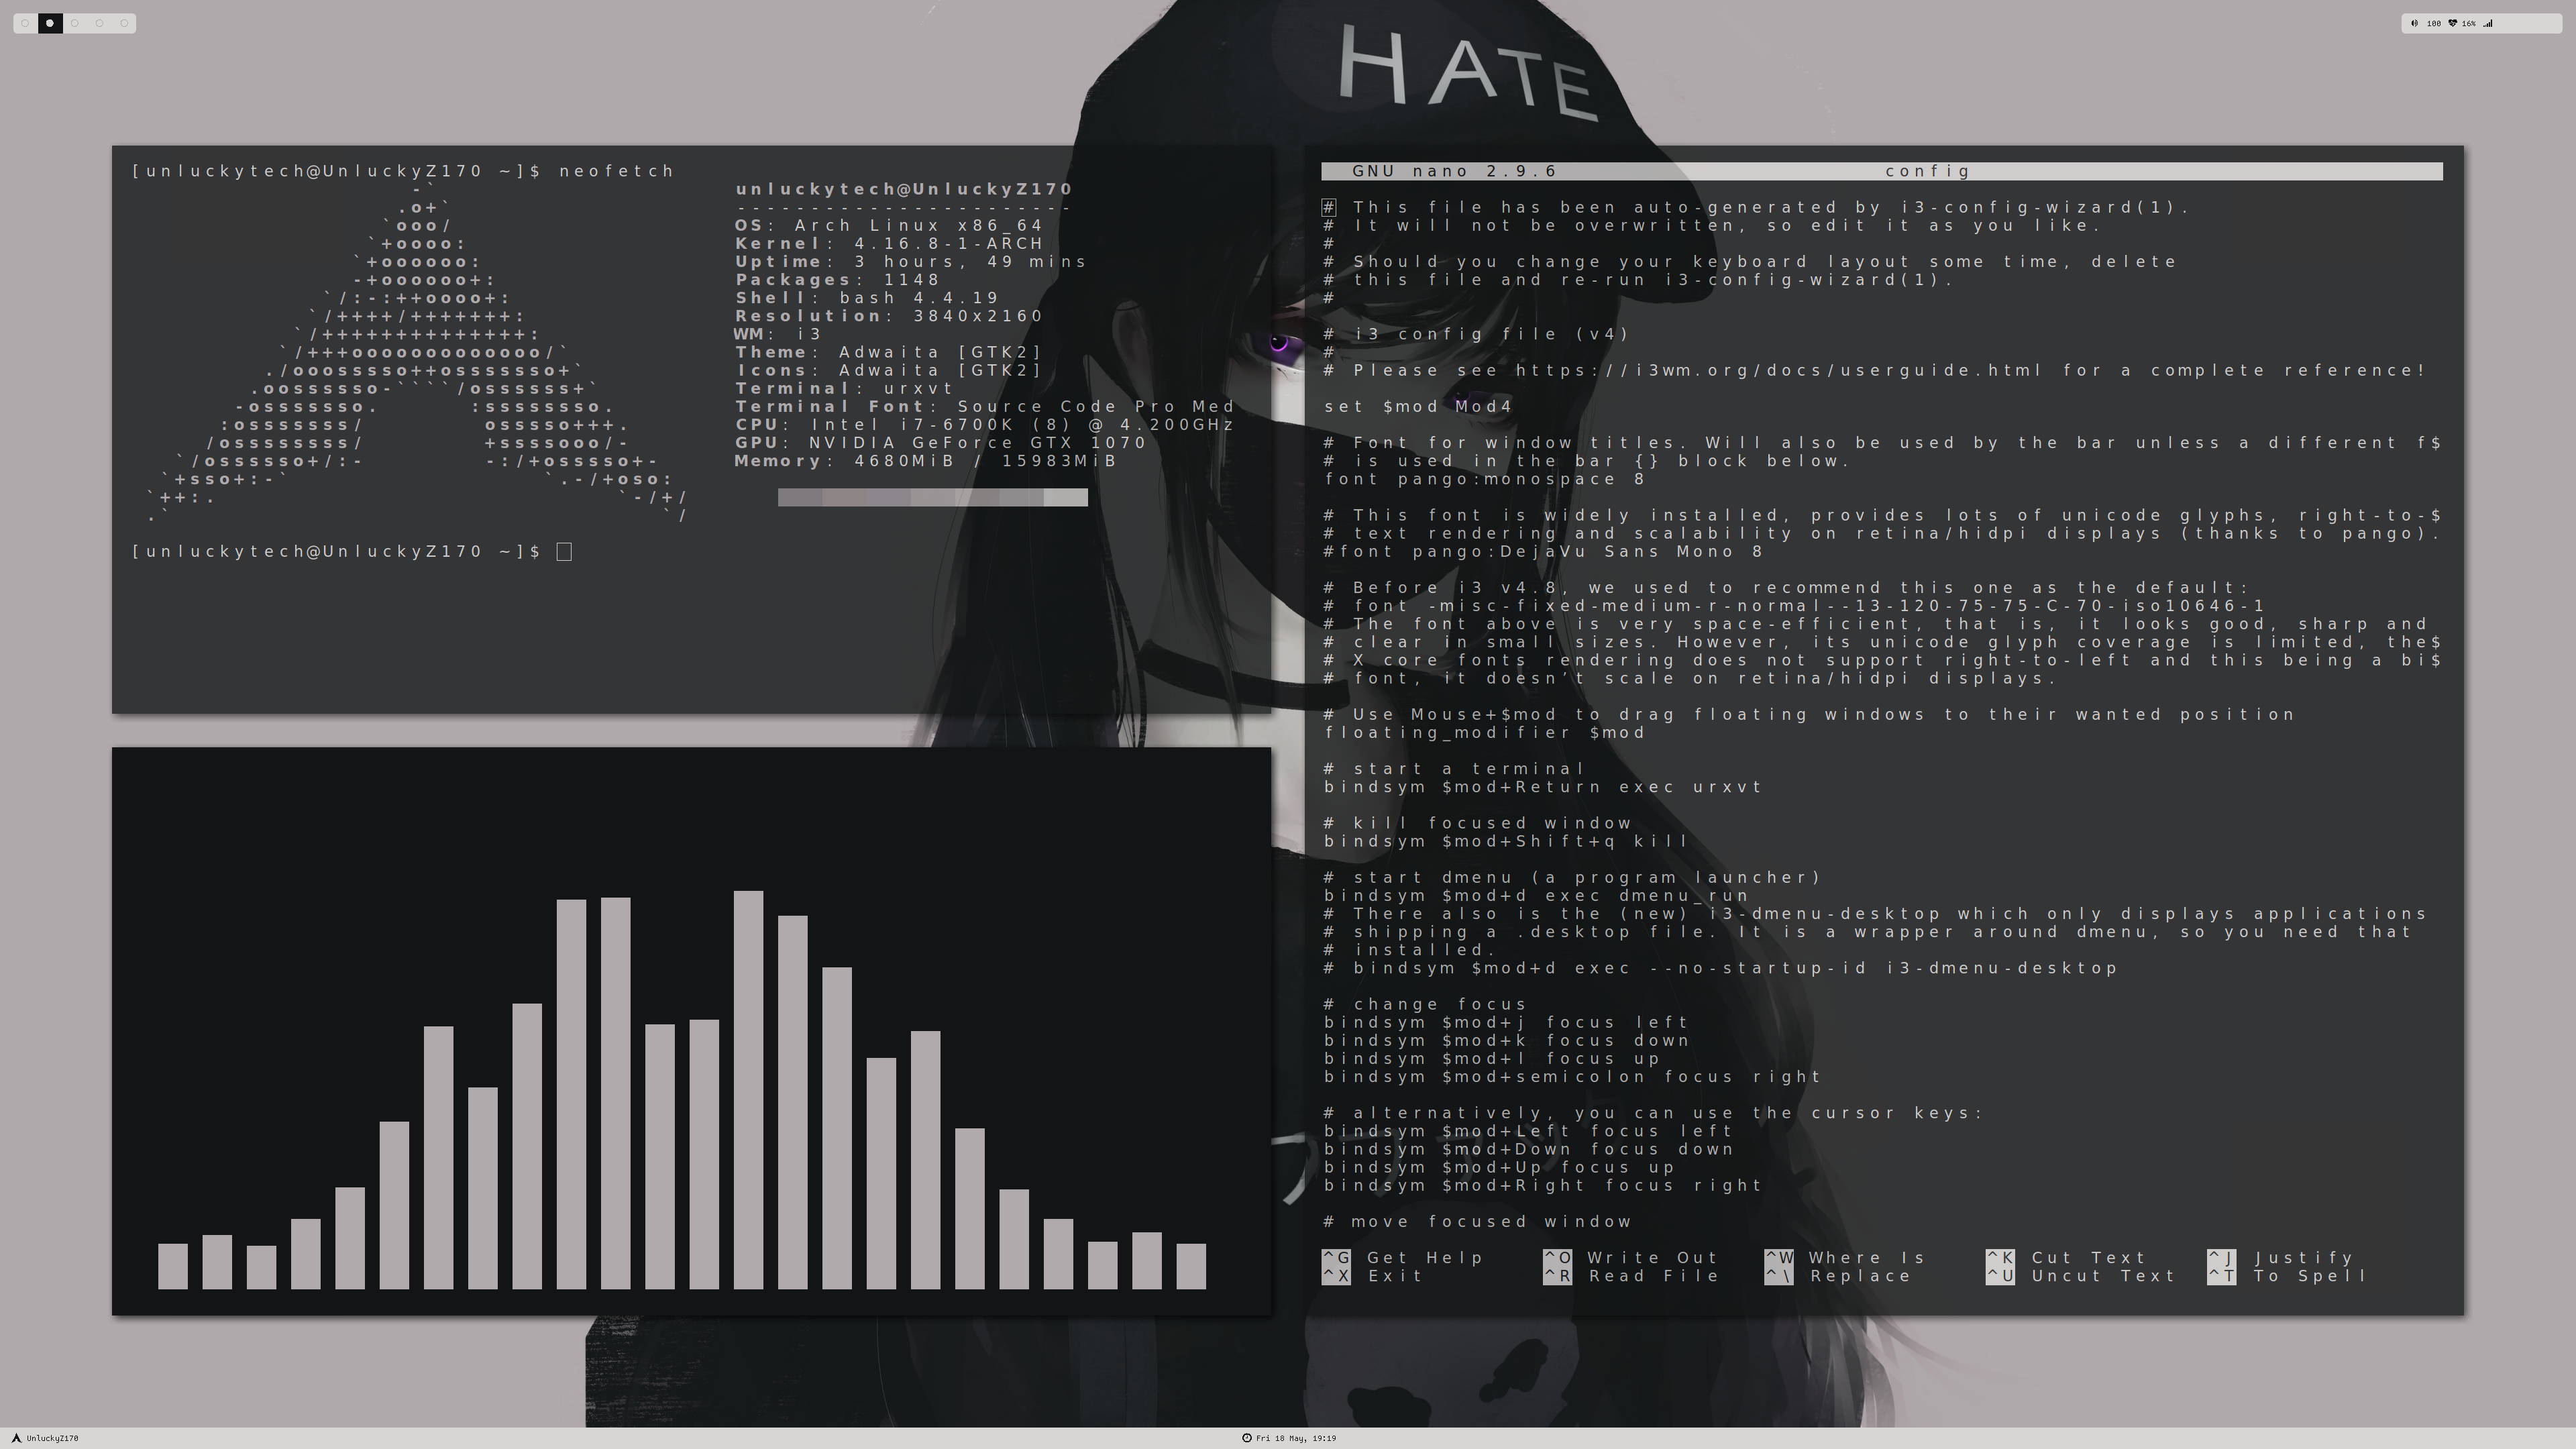 100 16%
HATE
[unluckytech@UnluckyZ170 ~]$ neofetch
-`
.o+`
`ooo/
`+oooo:
`+oooooo:
-+oooooo+:
`/:-:++oooo+:
`/++++/+++++++:
`/++++++++++++++:
`/+++ooooooooooooo/`
./ooosssso++osssssso+`
.oossssso-````/ossssss+`
-osssssso. :ssssssso.
:osssssss/ osssso+++.
/ossssssss/ +ssssooo/-
`/ossssso+/:- -:/+osssso+-
`+sso+:-` `.-/+oso:
`++:. `-/+/
.` `/
unluckytech@UnluckyZ170
-----------------------
OS: Arch Linux x86_64
Kernel: 4.16.8-1-ARCH
Uptime: 3 hours, 49 mins
Packages: 1148
Shell: bash 4.4.19
Resolution: 3840x2160
WM: i3
Theme: Adwaita [GTK2]
Icons: Adwaita [GTK2]
Terminal: urxvt
Terminal Font: Source Code Pro Med
CPU: Intel i7-6700K (8) @ 4.200GHz
GPU: NVIDIA GeForce GTX 1070
Memory: 4680MiB / 15983MiB
[unluckytech@UnluckyZ170 ~]$
GNU nano 2.9.6 config
# This file has been auto-generated by i3-config-wizard(1).
# It will not be overwritten, so edit it as you like.
#
# Should you change your keyboard layout some time, delete
# this file and re-run i3-config-wizard(1).
#
# i3 config file (v4)
#
# Please see https://i3wm.org/docs/userguide.html for a complete reference!
set $mod Mod4
# Font for window titles. Will also be used by the bar unless a different f$
# is used in the bar {} block below.
font pango:monospace 8
# This font is widely installed, provides lots of unicode glyphs, right-to-$
# text rendering and scalability on retina/hidpi displays (thanks to pango).
#font pango:DejaVu Sans Mono 8
# Before i3 v4.8, we used to recommend this one as the default:
# font -misc-fixed-medium-r-normal--13-120-75-75-C-70-iso10646-1
# The font above is very space-efficient, that is, it looks good, sharp and
# clear in small sizes. However, its unicode glyph coverage is limited, the$
# X core fonts rendering does not support right-to-left and this being a bi$
# font, it doesn't scale on retina/hidpi displays.
# Use Mouse+$mod to drag floating windows to their wanted position
floating_modifier $mod
# start a terminal
bindsym $mod+Return exec urxvt
# kill focused window
bindsym $mod+Shift+q kill
# start dmenu (a program launcher)
bindsym $mod+d exec dmenu_run
# There also is the (new) i3-dmenu-desktop which only displays applications
# shipping a .desktop file. It is a wrapper around dmenu, so you need that
# installed.
# bindsym $mod+d exec --no-startup-id i3-dmenu-desktop
# change focus
bindsym $mod+j focus left
bindsym $mod+k focus down
bindsym $mod+l focus up
bindsym $mod+semicolon focus right
# alternatively, you can use the cursor keys:
bindsym $mod+Left focus left
bindsym $mod+Down focus down
bindsym $mod+Up focus up
bindsym $mod+Right focus right
# move focused window
^G Get Help ^O Write Out ^W Where Is ^K Cut Text ^J Justify
^X Exit ^R Read File ^\ Replace ^U Uncut Text ^T To Spell
UnluckyZ170 Fri 18 May, 19:19